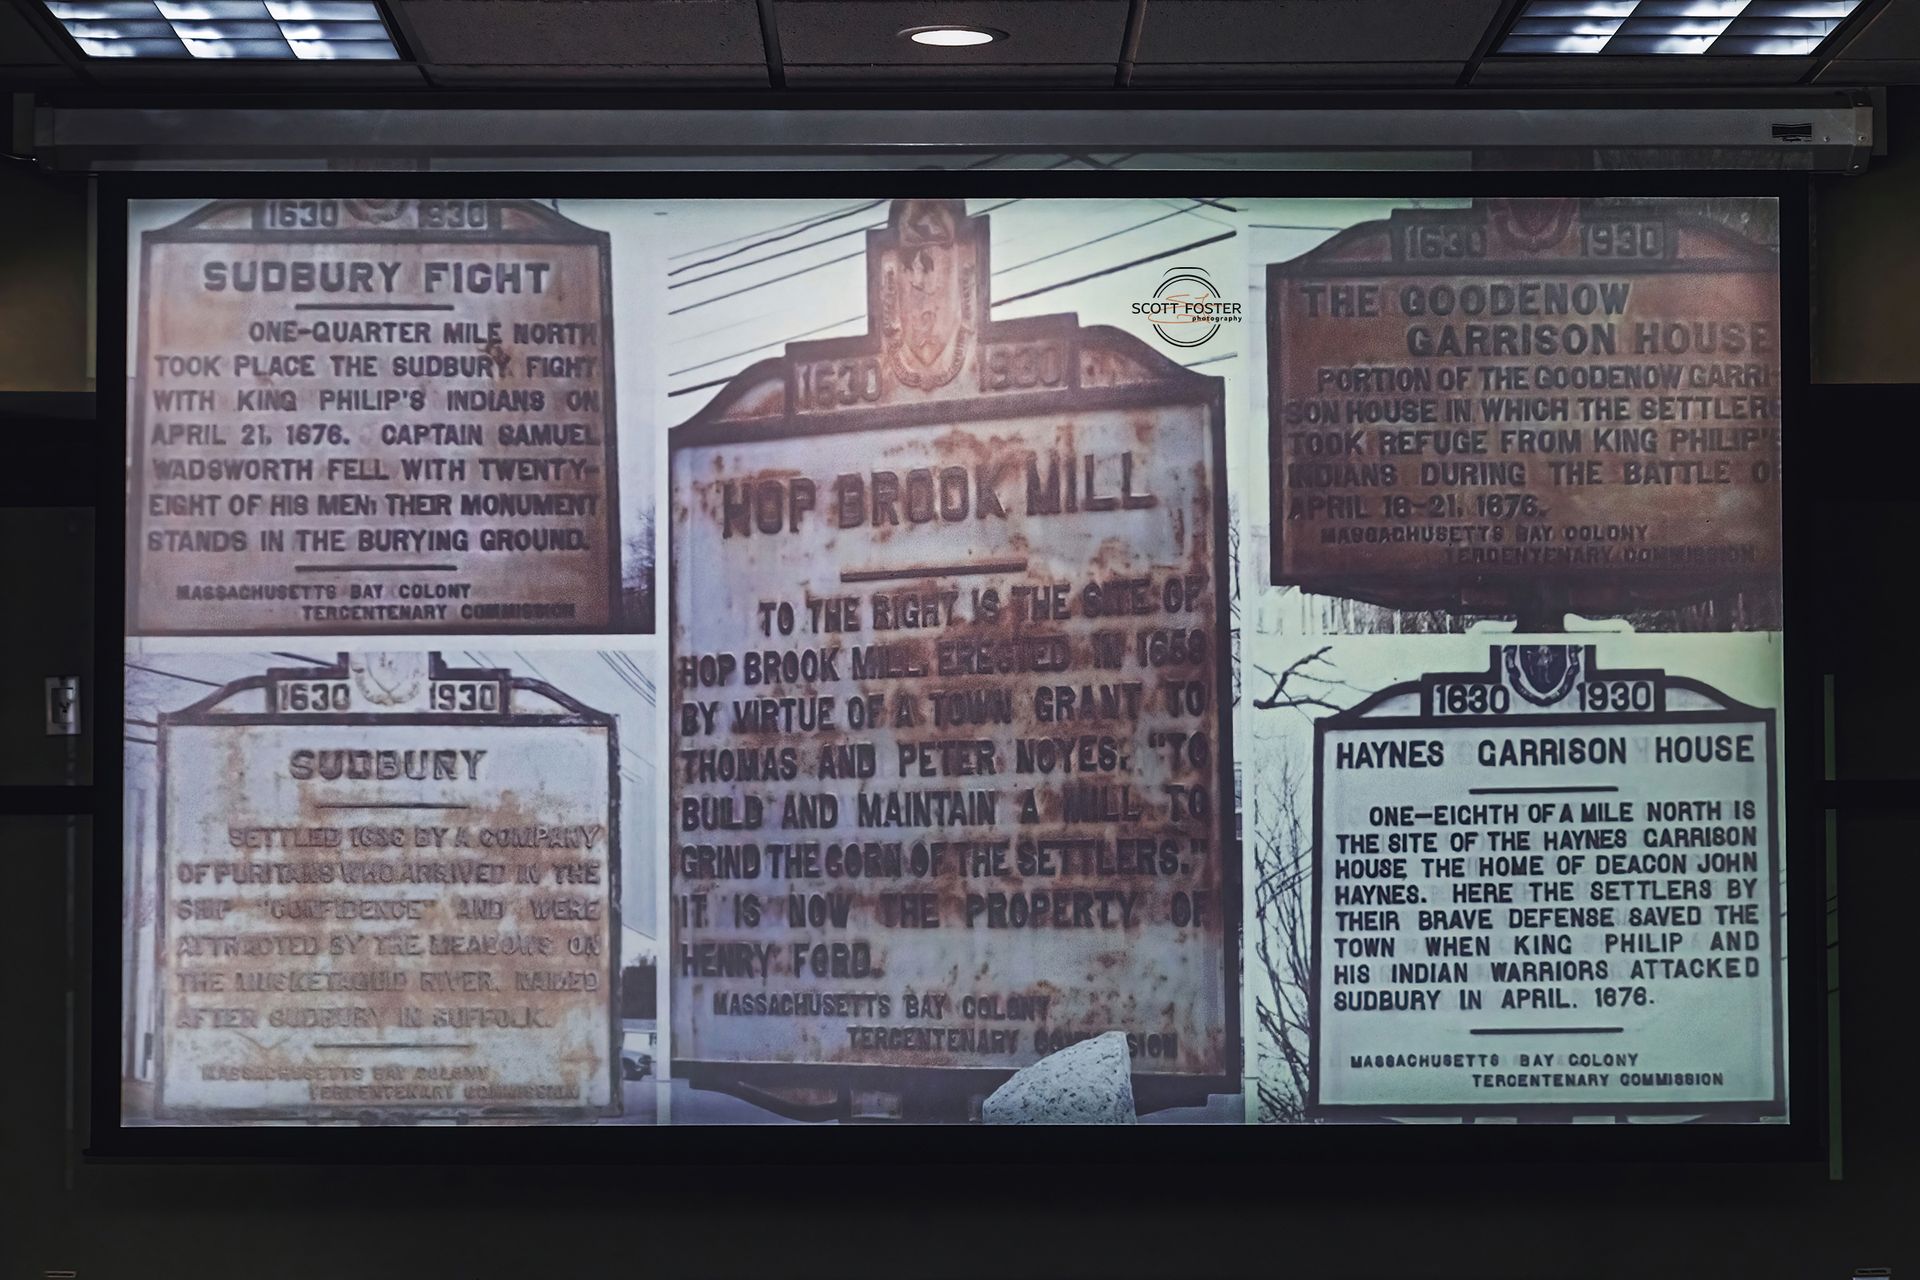 1630 1930
SUDBURY FIGHT
ONE-QUARTER MILE NORTH
TOOK PLACE THE SUDBURY FIGHT
WITH KING PHILIP'S INDIANS ON
APRIL 21, 1676. CAPTAIN SAMUEL
WADSWORTH FELL WITH TWENTY-
EIGHT OF HIS MEN; THEIR MONUMENT
STANDS IN THE BURYING GROUND.
MASSACHUSETTS BAY COLONY
TERCENTENARY COMMISSION
1630 1930
SUDBURY
SETTLED 1638 BY A COMPANY
OF PURITANS WHO ARRIVED IN THE
SHIP "CONFIDENCE" AND WERE
ATTRACTED BY THE MEADOWS ON
THE MUSKETAQUID RIVER. NAMED
AFTER SUDBURY IN SUFFOLK.
MASSACHUSETTS BAY COLONY
TERCENTENARY COMMISSION
1630 1930
HOP BROOK MILL
TO THE RIGHT IS THE SITE OF
HOP BROOK MILL ERECTED IN 1659
BY VIRTUE OF A TOWN GRANT TO
THOMAS AND PETER NOYES. "TO
BUILD AND MAINTAIN A MILL TO
GRIND THE CORN OF THE SETTLERS."
IT IS NOW THE PROPERTY OF
HENRY FORD.
MASSACHUSETTS BAY COLONY
TERCENTENARY SION
SCOTT FOSTER
photography
1630 1930
THE GOODENOW
GARRISON HOUSE
PORTION OF THE GOODENOW GARRI-
SON HOUSE IN WHICH THE SETTLERS
TOOK REFUGE FROM KING PHILIP'S
INDIANS DURING THE BATTLE O
APRIL 18-21, 1676.
MASSACHUSETTS BAY COLONY
TERCENTENARY COMMISSION
1630 1930
HAYNES GARRISON HOUSE
ONE-EIGHTH OF A MILE NORTH IS
THE SITE OF THE HAYNES GARRISON
HOUSE, THE HOME OF DEACON JOHN
HAYNES. HERE THE SETTLERS BY
THEIR BRAVE DEFENSE SAVED THE
TOWN WHEN KING PHILIP AND
HIS INDIAN WARRIORS ATTACKED
SUDBURY IN APRIL, 1676.
MASSACHUSETTS BAY COLONY
TERCENTENARY COMMISSION